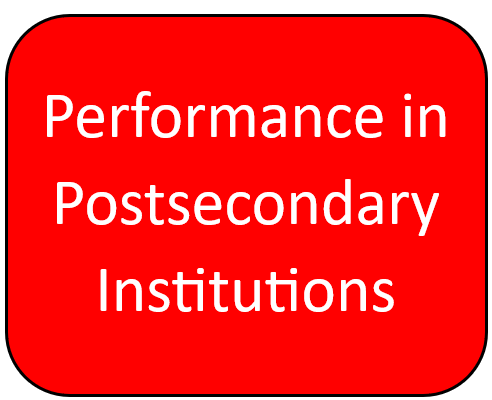 Performance in
Postsecondary
Institutions